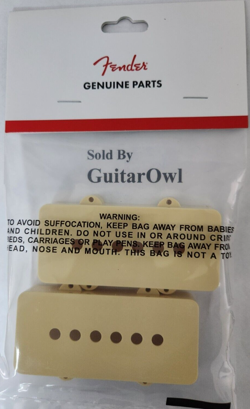 Fender
GENUINE PARTS
Sold By
GuitarOwl
WARNING:
TO AVOID SUFFOCATION, KEEP BAG AWAY FROM BABIES
AND CHILDREN. DO NOT USE IN OR AROUND CRIBS
BEDS, CARRIAGES OR PLAY PENS. KEEP BAG AWAY FROM
HEAD, NOSE AND MOUTH. THIS BAG IS NOT A TOY